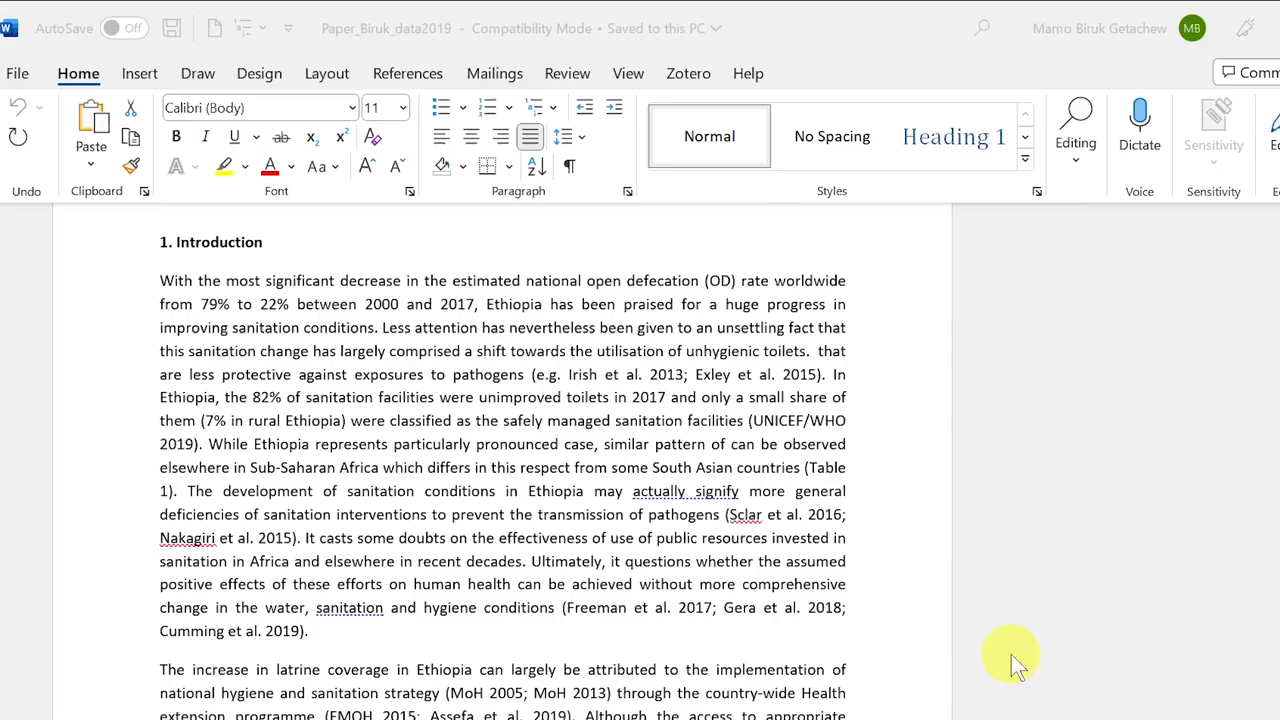 AutoSave Off Paper_Biruk_data2019 - Compatibility Mode • Saved to this PC Mamo Biruk Getachew MB
File Home Insert Draw Design Layout References Mailings Review View Zotero Help Comm
Calibri (Body) 11
Paste Normal No Spacing Heading 1 Editing Dictate Sensitivity
Undo Clipboard Font Paragraph Styles Voice Sensitivity
1. Introduction
With the most significant decrease in the estimated national open defecation (OD) rate worldwide
from 79% to 22% between 2000 and 2017, Ethiopia has been praised for a huge progress in
improving sanitation conditions. Less attention has nevertheless been given to an unsettling fact that
this sanitation change has largely comprised a shift towards the utilisation of unhygienic toilets. that
are less protective against exposures to pathogens (e.g. Irish et al. 2013; Exley et al. 2015). In
Ethiopia, the 82% of sanitation facilities were unimproved toilets in 2017 and only a small share of
them (7% in rural Ethiopia) were classified as the safely managed sanitation facilities (UNICEF/WHO
2019). While Ethiopia represents particularly pronounced case, similar pattern of can be observed
elsewhere in Sub-Saharan Africa which differs in this respect from some South Asian countries (Table
1). The development of sanitation conditions in Ethiopia may actually signify more general
deficiencies of sanitation interventions to prevent the transmission of pathogens (Sclar et al. 2016;
Nakagiri et al. 2015). It casts some doubts on the effectiveness of use of public resources invested in
sanitation in Africa and elsewhere in recent decades. Ultimately, it questions whether the assumed
positive effects of these efforts on human health can be achieved without more comprehensive
change in the water, sanitation and hygiene conditions (Freeman et al. 2017; Gera et al. 2018;
Cumming et al. 2019).
The increase in latrine coverage in Ethiopia can largely be attributed to the implementation of
national hygiene and sanitation strategy (MoH 2005; MoH 2013) through the country-wide Health
extension programme (FMOH 2015; Assefa et al. 2019). Although the access to appropriate